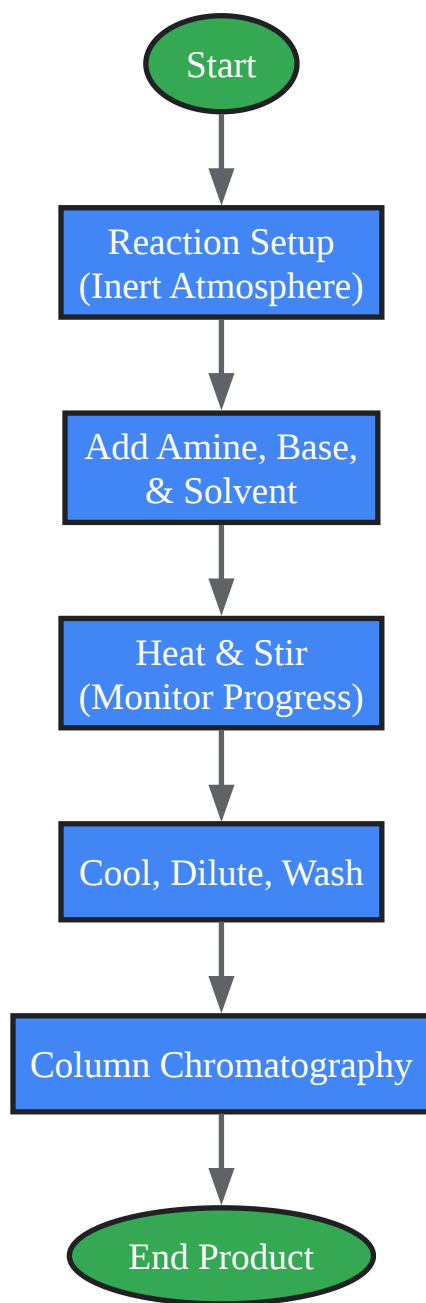 Start
Reaction Setup
(Inert Atmosphere)
Add Amine, Base,
& Solvent
Heat & Stir
(Monitor Progress)
Cool, Dilute, Wash
Column Chromatography
End Product